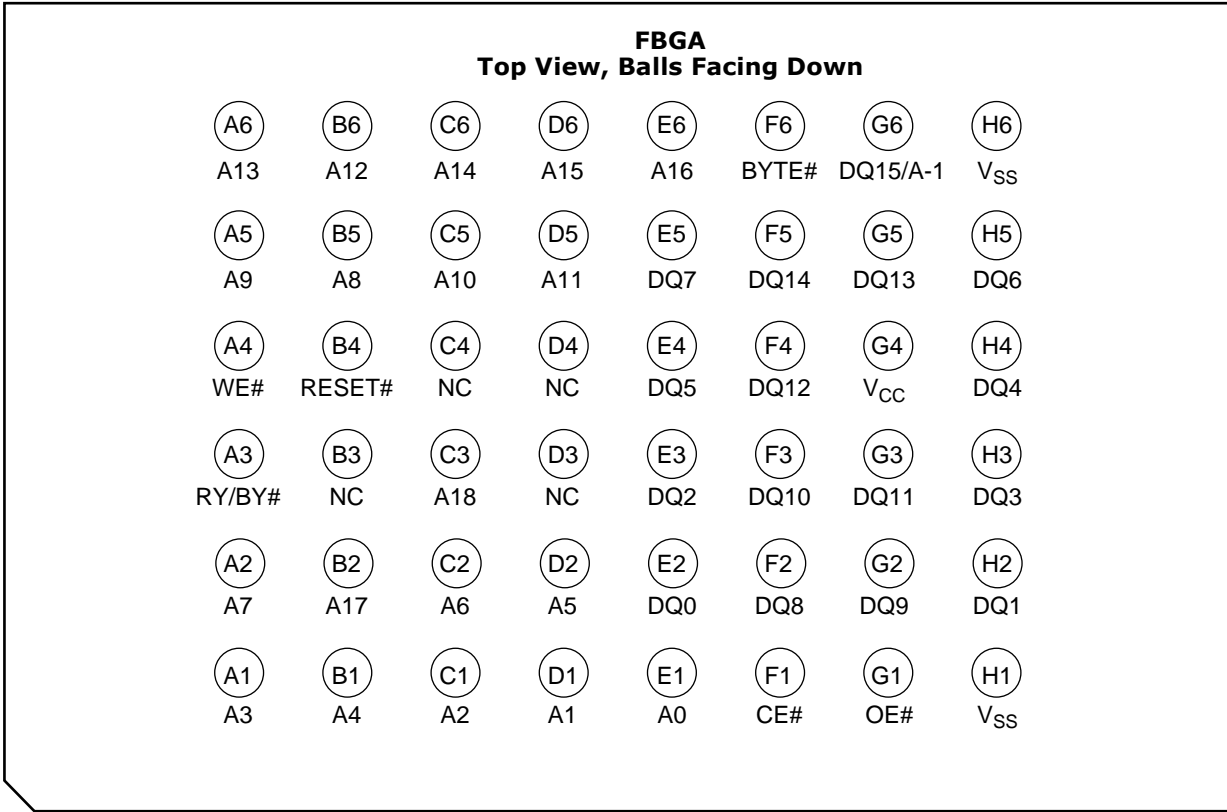 FBGA
Top View, Balls Facing Down
A6 B6 C6 D6 E6 F6 G6 H6
A13 A12 A14 A15 A16 BYTE# DQ15/A-1 VSS
A5 B5 C5 D5 E5 F5 G5 H5
A9 A8 A10 A11 DQ7 DQ14 DQ13 DQ6
A4 B4 C4 D4 E4 F4 G4 H4
WE# RESET# NC NC DQ5 DQ12 VCC DQ4
A3 B3 C3 D3 E3 F3 G3 H3
RY/BY# NC A18 NC DQ2 DQ10 DQ11 DQ3
A2 B2 C2 D2 E2 F2 G2 H2
A7 A17 A6 A5 DQ0 DQ8 DQ9 DQ1
A1 B1 C1 D1 E1 F1 G1 H1
A3 A4 A2 A1 A0 CE# OE# VSS